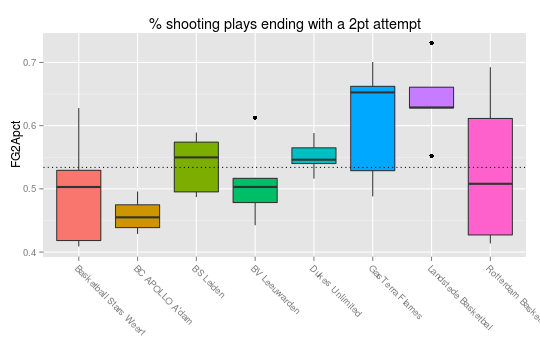 % shooting plays ending with a 2pt attempt
FG2Apct
0.7
0.6
0.5
0.4
Basketball Stars Weert
BC APOLLO A'dam
BS Leiden
BV Leeuwarden
Dukes Unlimited
GasTerra Flames
Landstede Basketbal
Rotterdam Basket